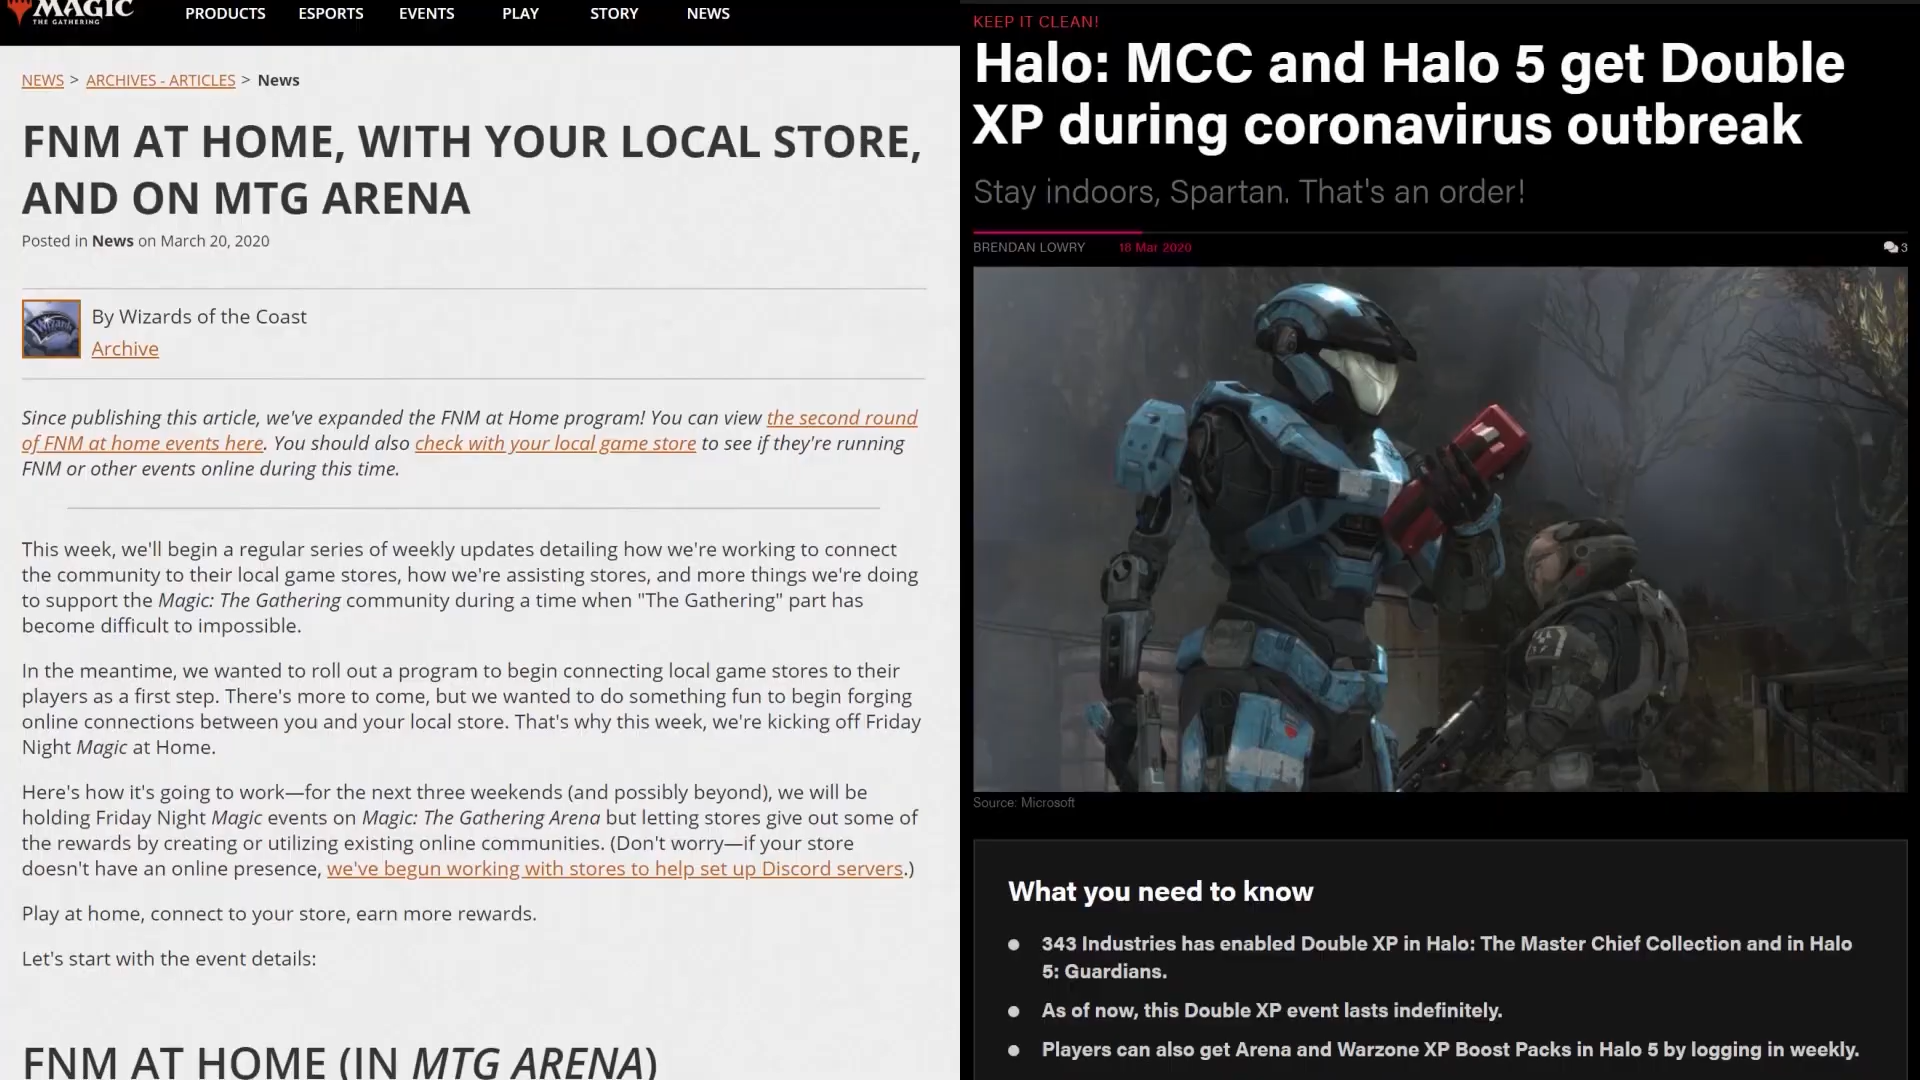 MAGIC
THE GATHERING
PRODUCTS ESPORTS EVENTS PLAY STORY NEWS
NEWS > ARCHIVES - ARTICLES > News
FNM AT HOME, WITH YOUR LOCAL STORE,
AND ON MTG ARENA
Posted in News on March 20, 2020
Wizards
By Wizards of the Coast
Archive
Since publishing this article, we've expanded the FNM at Home program! You can view the second round
of FNM at home events here. You should also check with your local game store to see if they're running
FNM or other events online during this time.
This week, we'll begin a regular series of weekly updates detailing how we're working to connect
the community to their local game stores, how we're assisting stores, and more things we're doing
to support the Magic: The Gathering community during a time when "The Gathering" part has
become difficult to impossible.
In the meantime, we wanted to roll out a program to begin connecting local game stores to their
players as a first step. There's more to come, but we wanted to do something fun to begin forging
online connections between you and your local store. That's why this week, we're kicking off Friday
Night Magic at Home.
Here's how it's going to work—for the next three weekends (and possibly beyond), we will be
holding Friday Night Magic events on Magic: The Gathering Arena but letting stores give out some of
the rewards by creating or utilizing existing online communities. (Don't worry—if your store
doesn't have an online presence, we've begun working with stores to help set up Discord servers.)
Play at home, connect to your store, earn more rewards.
Let's start with the event details:
FNM AT HOME (IN MTG ARENA)
KEEP IT CLEAN!
Halo: MCC and Halo 5 get Double
XP during coronavirus outbreak
Stay indoors, Spartan. That's an order!
BRENDAN LOWRY 18 Mar 2020 3
Source: Microsoft
What you need to know
343 Industries has enabled Double XP in Halo: The Master Chief Collection and in Halo
5: Guardians.
As of now, this Double XP event lasts indefinitely.
Players can also get Arena and Warzone XP Boost Packs in Halo 5 by logging in weekly.